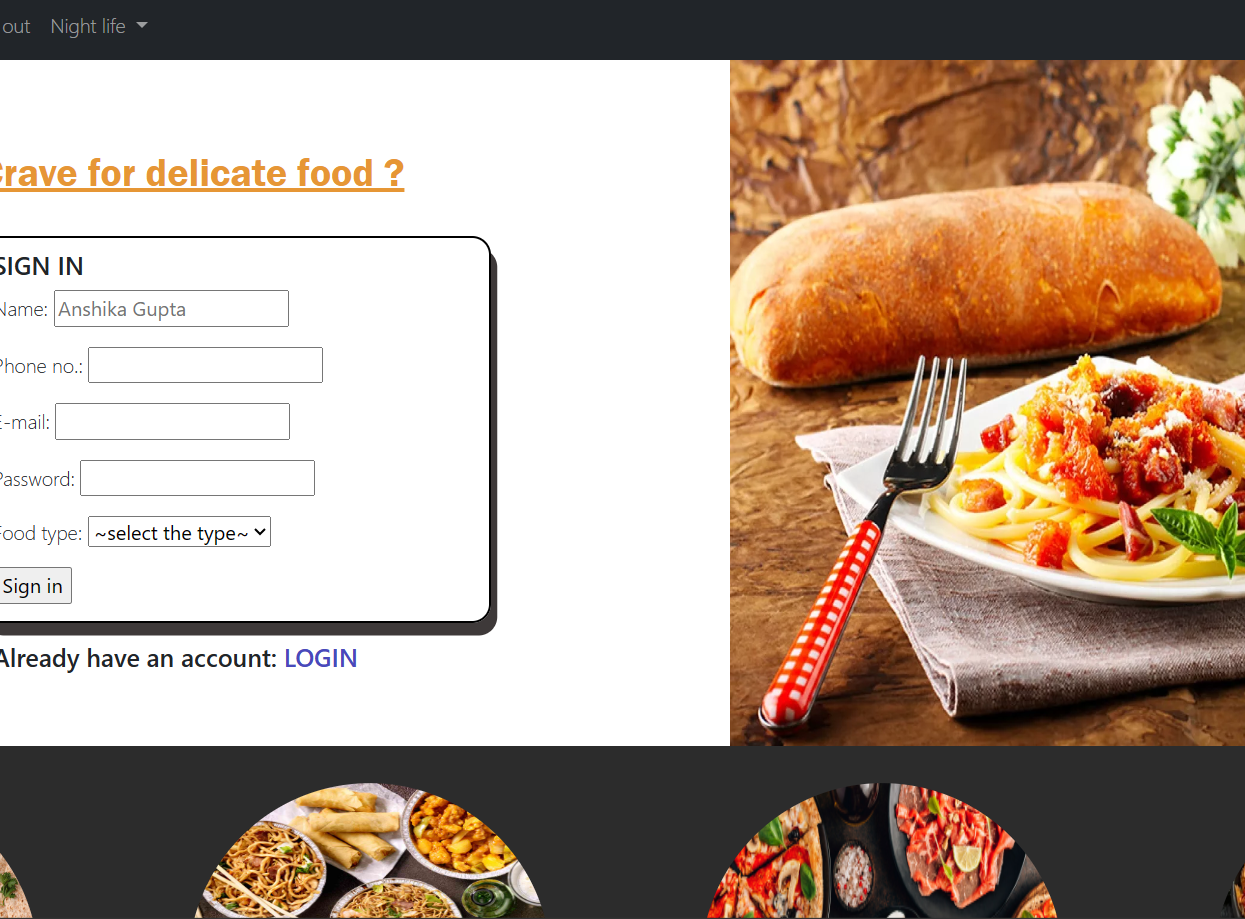 out Night life
Crave for delicate food ?
SIGN IN
Name: Anshika Gupta
Phone no.:
E-mail:
Password:
Food type: ~select the type~
Sign in
Already have an account: LOGIN